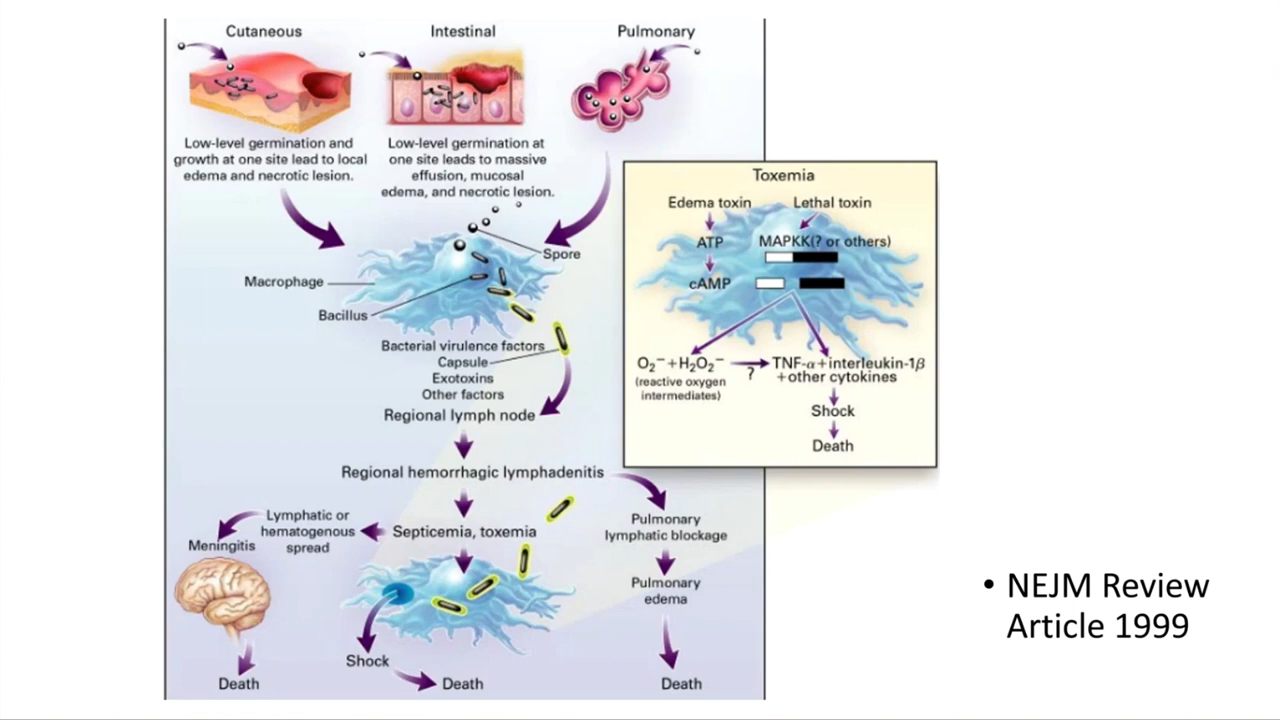 Cutaneous
Low-level germination and
growth at one site lead to local
edema and necrotic lesion.
Intestinal
Low-level germination at
one site leads to massive
effusion, mucosal
edema, and necrotic lesion.
Pulmonary
Spore
Macrophage
Bacillus
Bacterial virulence factors
Capsule
Exotoxins
Other factors
Regional lymph node
Regional hemorrhagic lymphadenitis
Septicemia, toxemia
Lymphatic or
hematogenous
spread
Meningitis
Death
Shock
Death
Pulmonary
lymphatic blockage
Pulmonary
edema
Death
Toxemia
Edema toxin
ATP
cAMP
Lethal toxin
MAPKK(? or others)
O₂⁻+H₂O₂⁻
(reactive oxygen
intermediates)
?
TNF-α+interleukin-1β
+other cytokines
Shock
Death
• NEJM Review
Article 1999